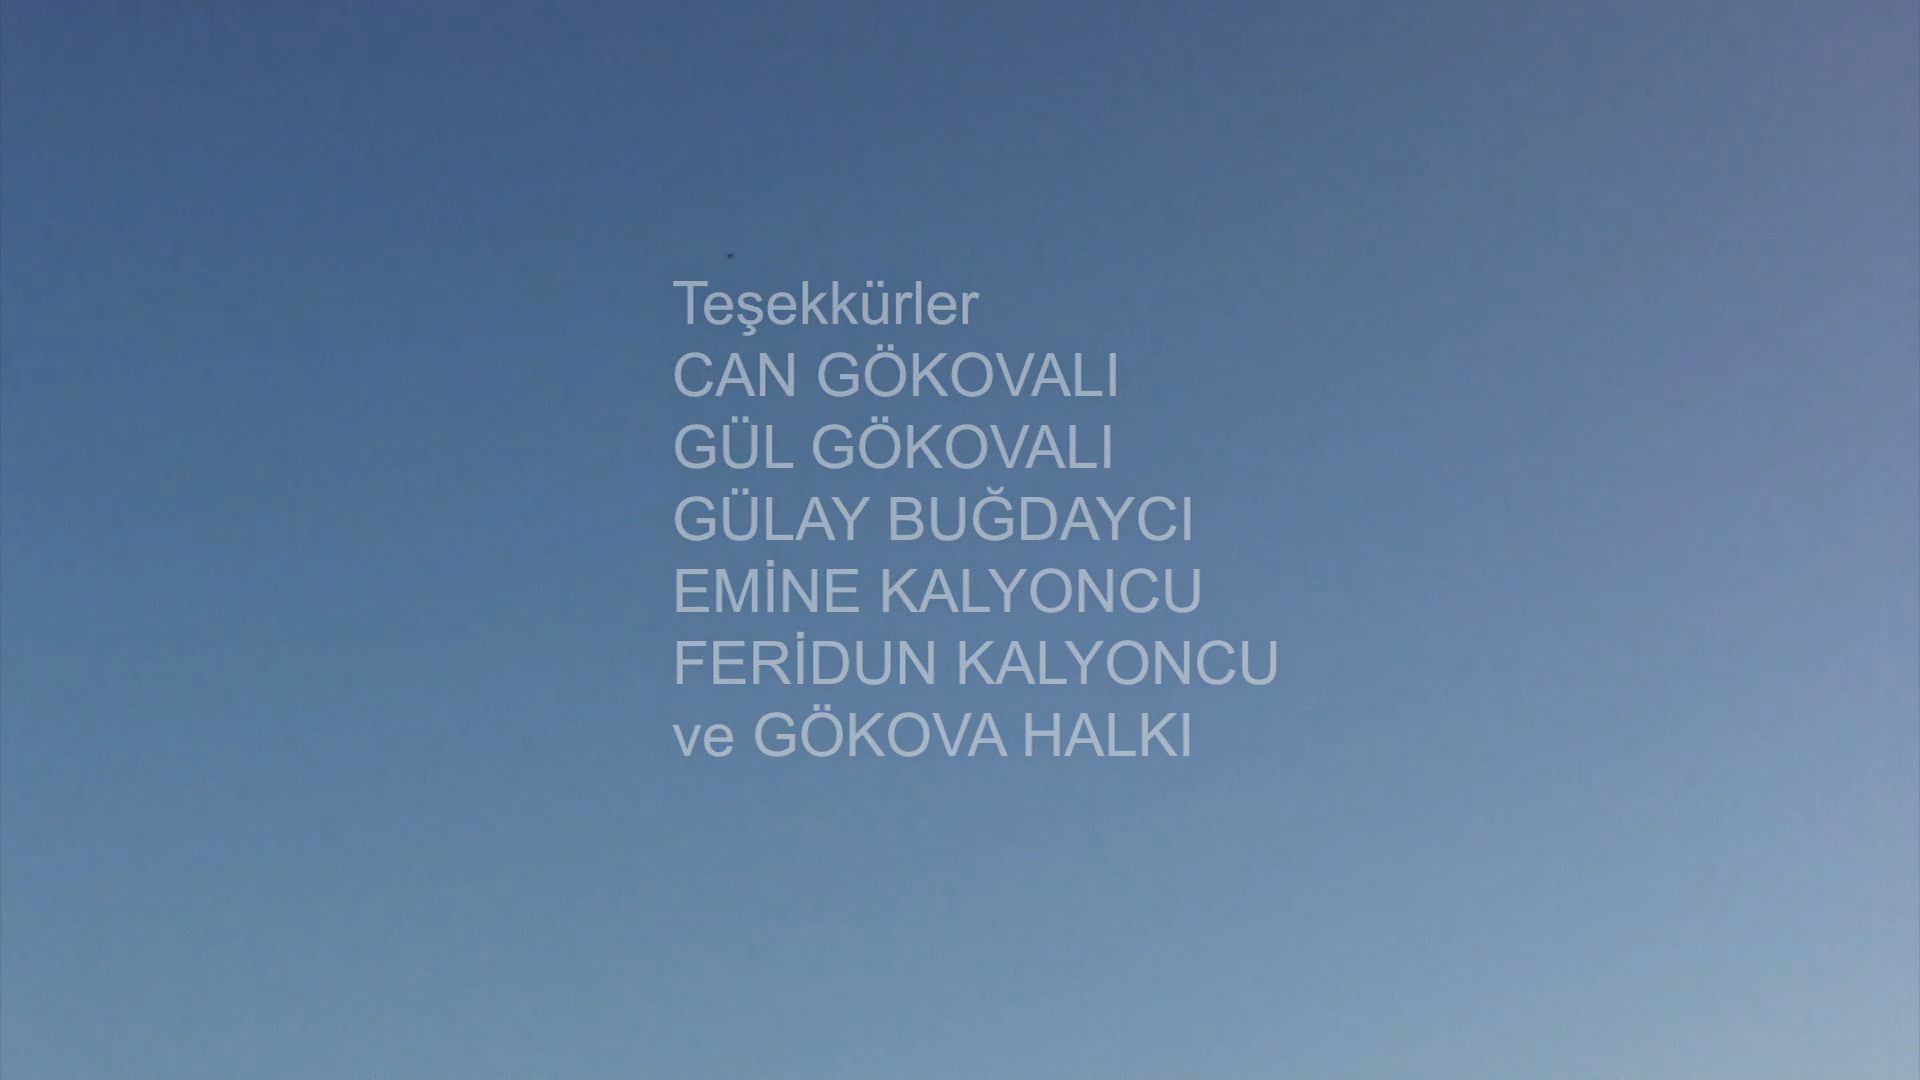 Teşekkürler
CAN GÖKOVALI
GÜL GÖKOVALI
GÜLAY BUĞDAYCI
EMİNE KALYONCU
FERİDUN KALYONCU
ve GÖKOVA HALKI